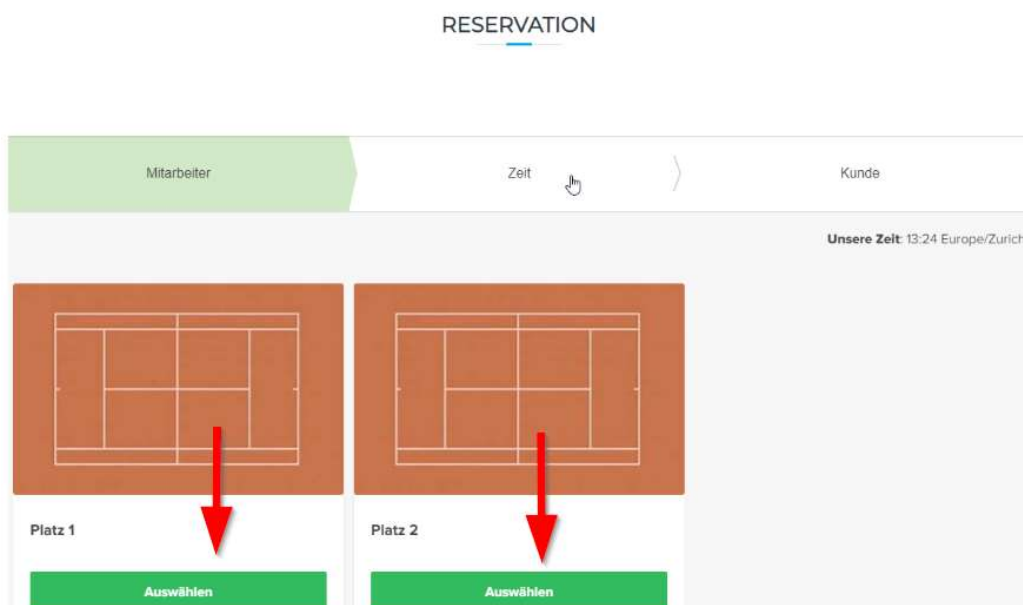 RESERVATION
Mitarbeiter
Zeit
Kunde
Unsere Zeit: 13:24 Europe/Zurich
Platz 1
Platz 2
Auswählen
Auswählen